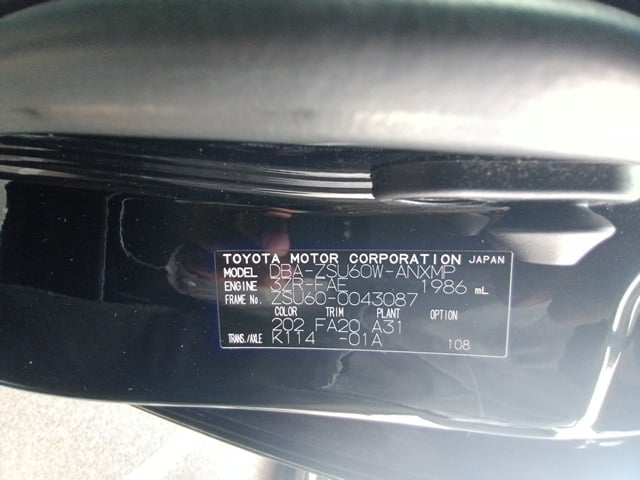 TOYOTA MOTOR CORPORATION JAPAN
MODEL DBA-ZSU60W-ANXMP
ENGINE 3ZR-FAE 1986 mL
FRAME No. ZSU60-0043087
COLOR TRIM PLANT OPTION
202 FA20 A31
TRANS./AXLE K114 -01A 108